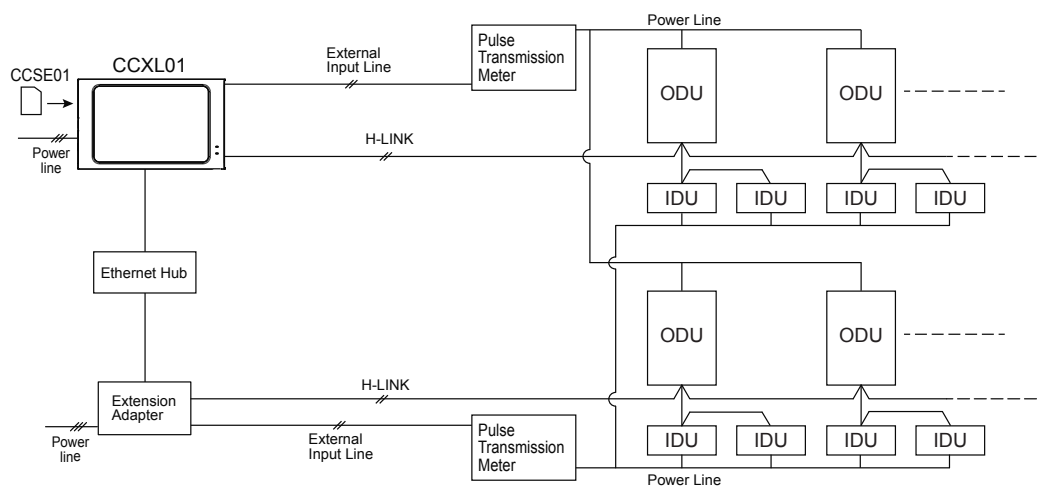 Power Line
Pulse
Transmission
Meter
External
Input Line
CCSE01
CCXL01
ODU
ODU
Power
line
H-LINK
IDU
IDU
IDU
IDU
Ethernet Hub
ODU
ODU
H-LINK
Extension
Adapter
Power
line
External
Input Line
Pulse
Transmission
Meter
IDU
IDU
IDU
IDU
Power Line